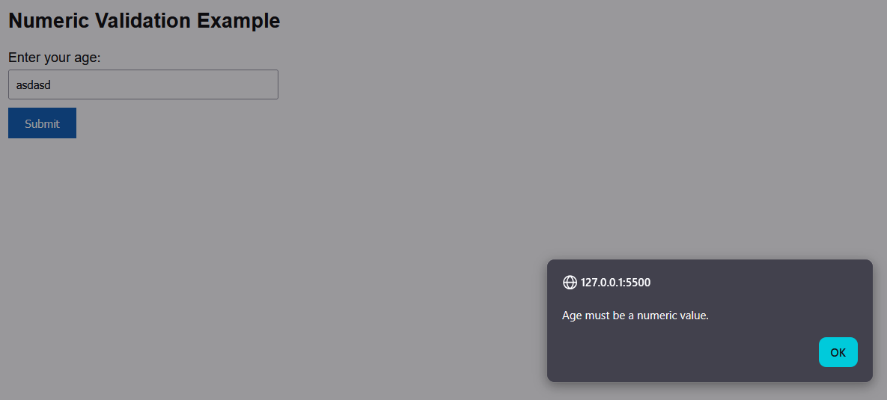 Numeric Validation Example
Enter your age:
asdasd
Submit
127.0.0.1:5500
Age must be a numeric value.
OK